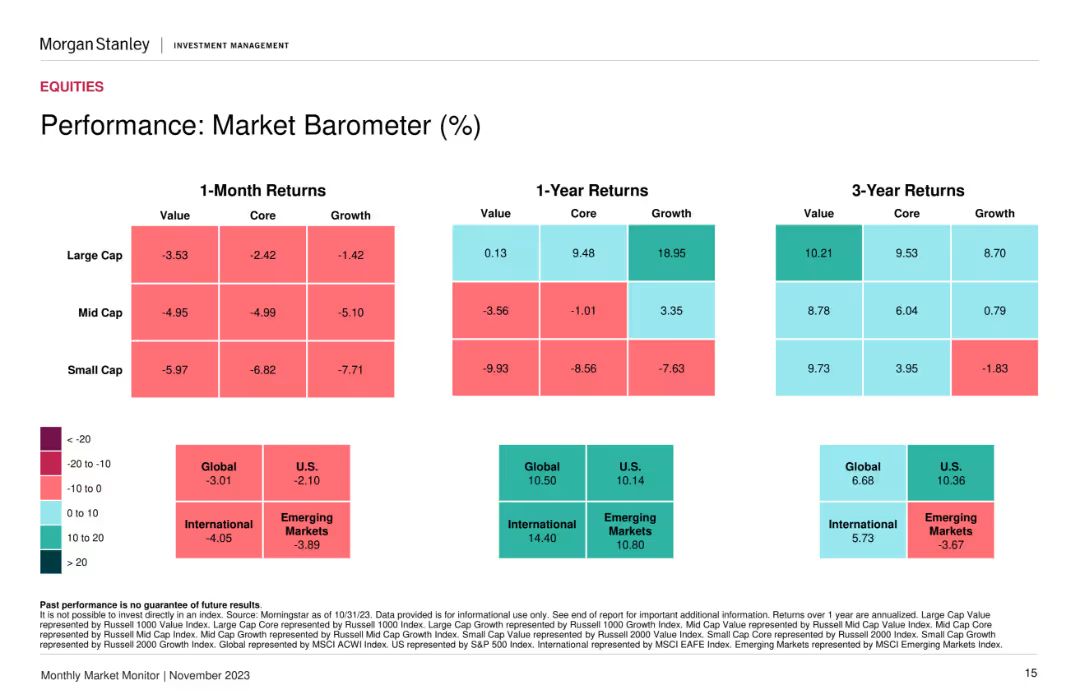 Morgan Stanley | INVESTMENT MANAGEMENT
EQUITIES
Performance: Market Barometer (%)
1-Month Returns
Value Core Growth
Large Cap -3.53 -2.42 -1.42
Mid Cap -4.95 -4.99 -5.10
Small Cap -5.97 -6.82 -7.71
1-Year Returns
Value Core Growth
0.13 9.48 18.95
-3.56 -1.01 3.35
-9.93 -8.56 -7.63
3-Year Returns
Value Core Growth
10.21 9.53 8.70
8.78 6.04 0.79
9.73 3.95 -1.83
< -20
-20 to -10
-10 to 0
0 to 10
10 to 20
> 20
Global U.S.
-3.01 -2.10
International Emerging
Markets
-4.05 -3.89
Global U.S.
10.50 10.14
International Emerging
Markets
14.40 10.80
Global U.S.
6.68 10.36
International Emerging
Markets
5.73 -3.67
Past performance is no guarantee of future results.
It is not possible to invest directly in an index. Source: Morningstar as of 10/31/23. Data provided is for informational use only. See end of report for important additional information. Returns over 1 year are annualized. Large Cap Value
represented by Russell 1000 Value Index. Large Cap Core represented by Russell 1000 Index. Large Cap Growth represented by Russell 1000 Growth Index. Mid Cap Value represented by Russell Mid Cap Value Index. Mid Cap Core
represented by Russell Mid Cap Index. Mid Cap Growth represented by Russell Mid Cap Growth Index. Small Cap Value represented by Russell 2000 Value Index. Small Cap Core represented by Russell 2000 Index. Small Cap Growth
represented by Russell 2000 Growth Index. Global represented by MSCI ACWI Index. US represented by S&P 500 Index. International represented by MSCI EAFE Index. Emerging Markets represented by MSCI Emerging Markets Index.
Monthly Market Monitor | November 2023
15